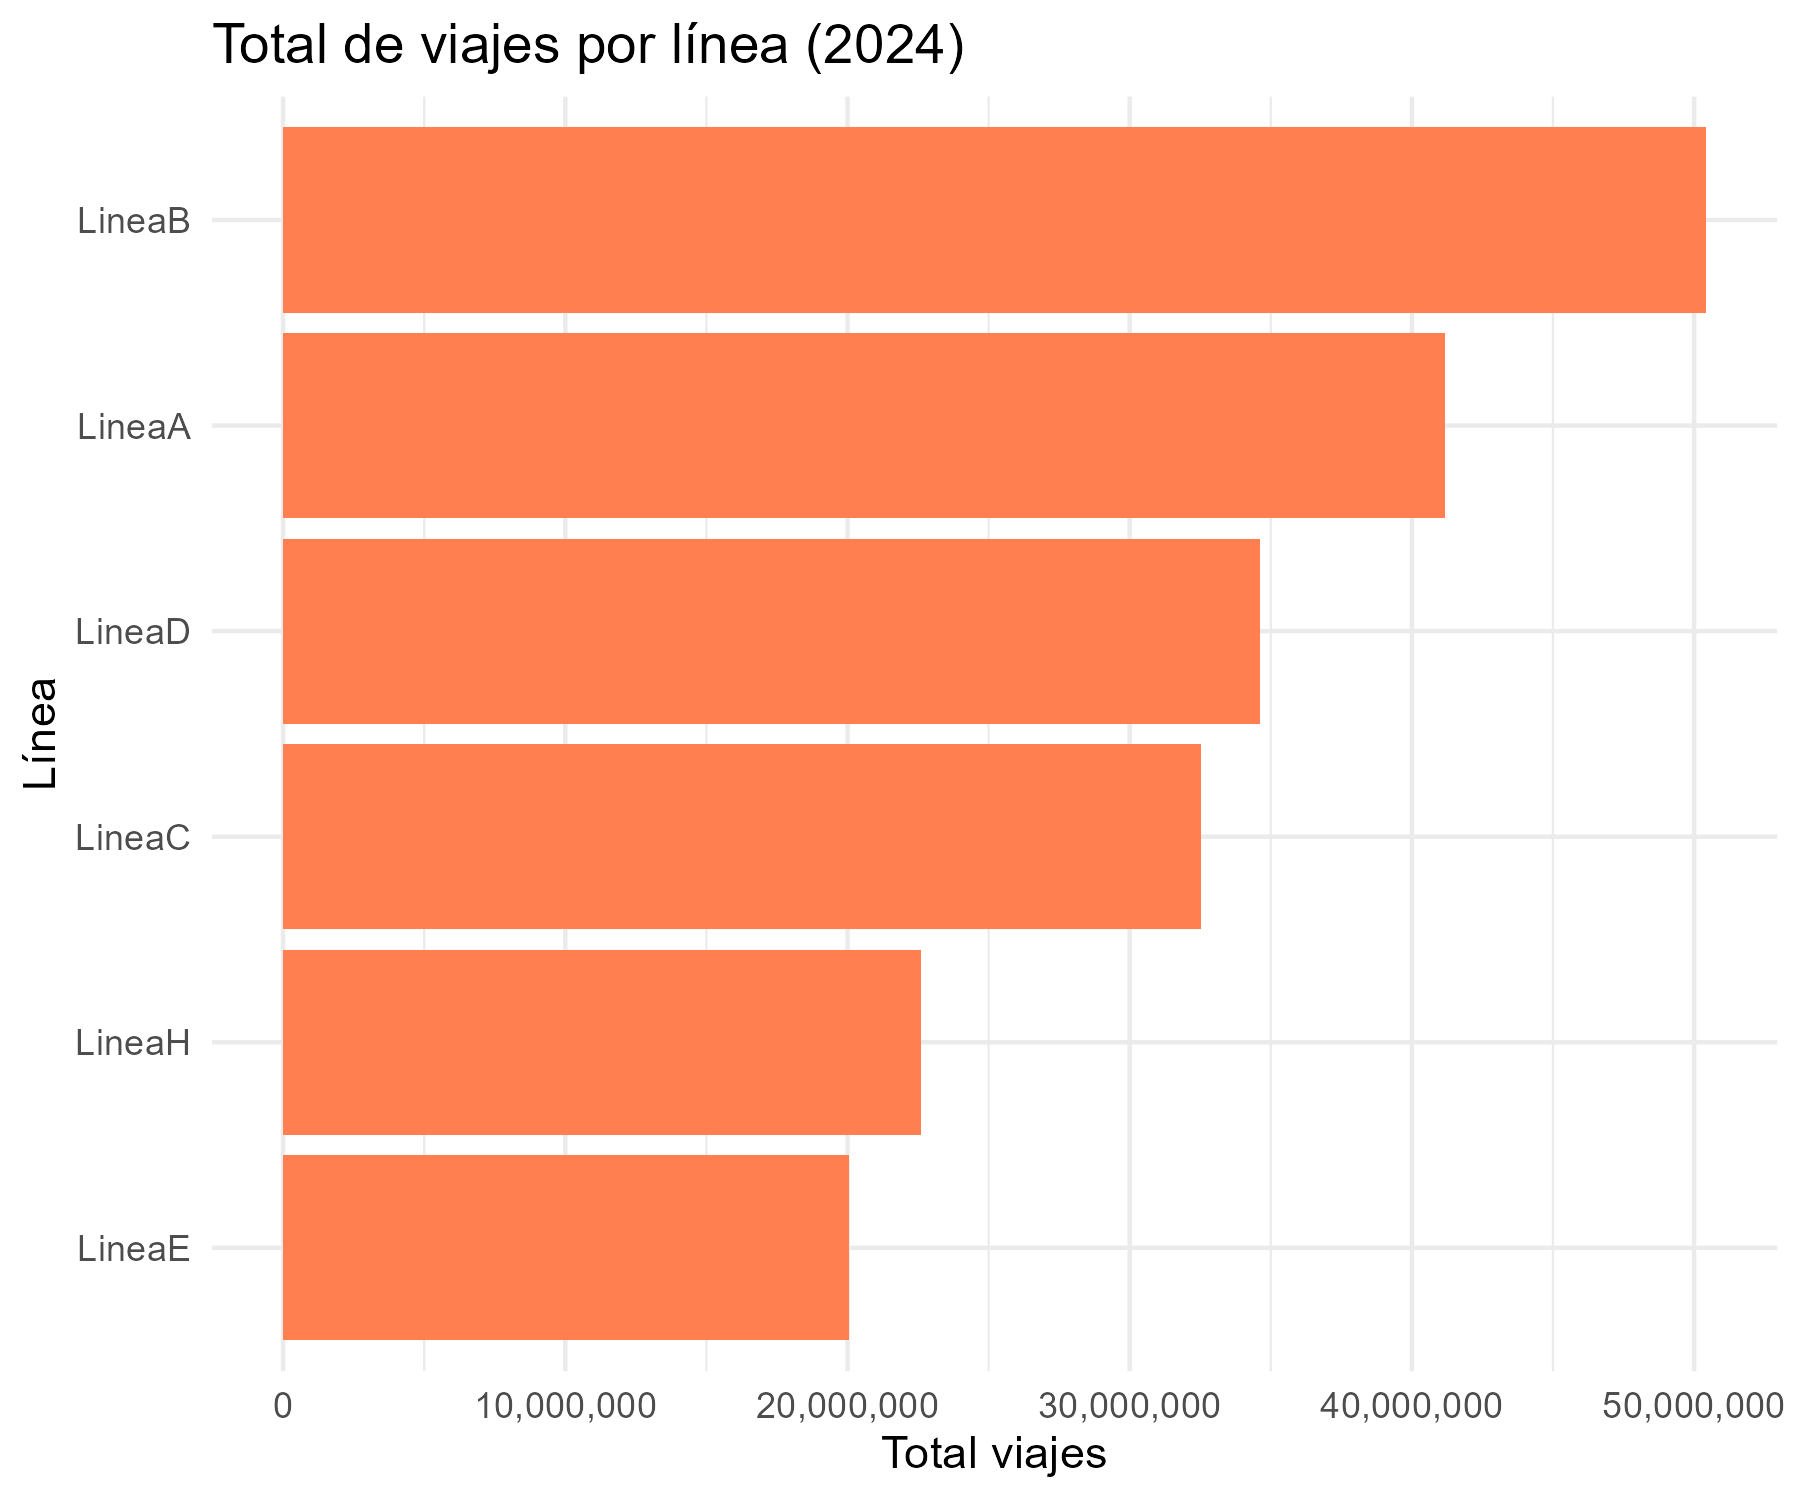 Total de viajes por línea (2024)
LineaB
LineaA
LineaD
LineaC
LineaH
LineaE
Línea
0
10,000,000
20,000,000
30,000,000
40,000,000
50,000,000
Total viajes